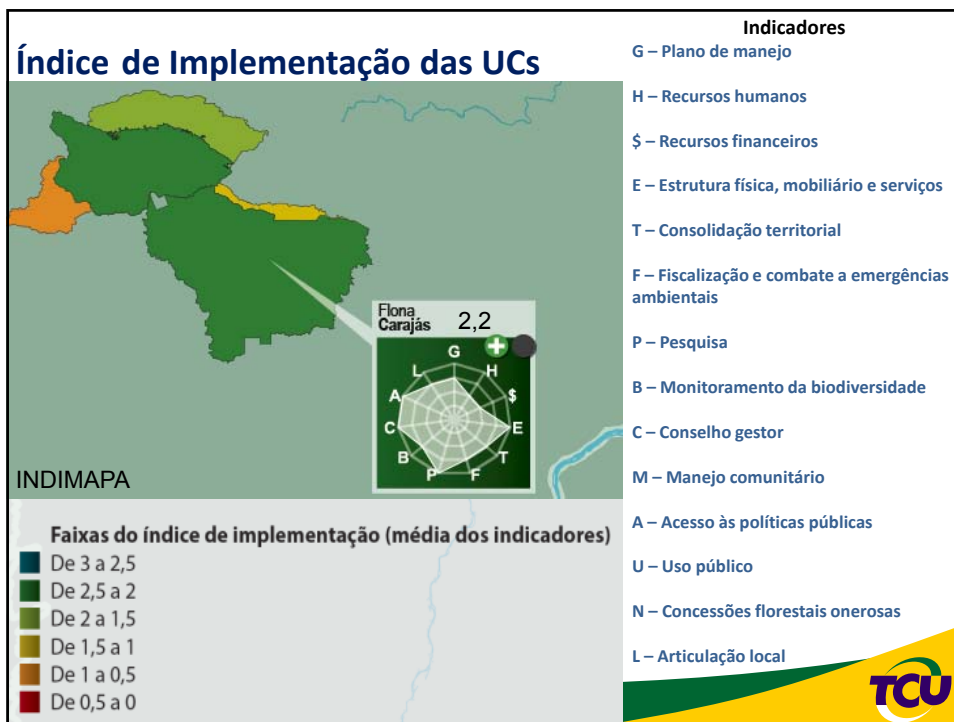 Índice de Implementação das UCs
Flona
Carajás 2,2
G
H
$
E
T
F
P
B
C
A
L
INDIMAPA
Faixas do índice de implementação (média dos indicadores)
De 3 a 2,5
De 2,5 a 2
De 2 a 1,5
De 1,5 a 1
De 1 a 0,5
De 0,5 a 0
Indicadores
G – Plano de manejo
H – Recursos humanos
$ – Recursos financeiros
E – Estrutura física, mobiliário e serviços
T – Consolidação territorial
F – Fiscalização e combate a emergências
ambientais
P – Pesquisa
B – Monitoramento da biodiversidade
C – Conselho gestor
M – Manejo comunitário
A – Acesso às políticas públicas
U – Uso público
N – Concessões florestais onerosas
L – Articulação local
TCU